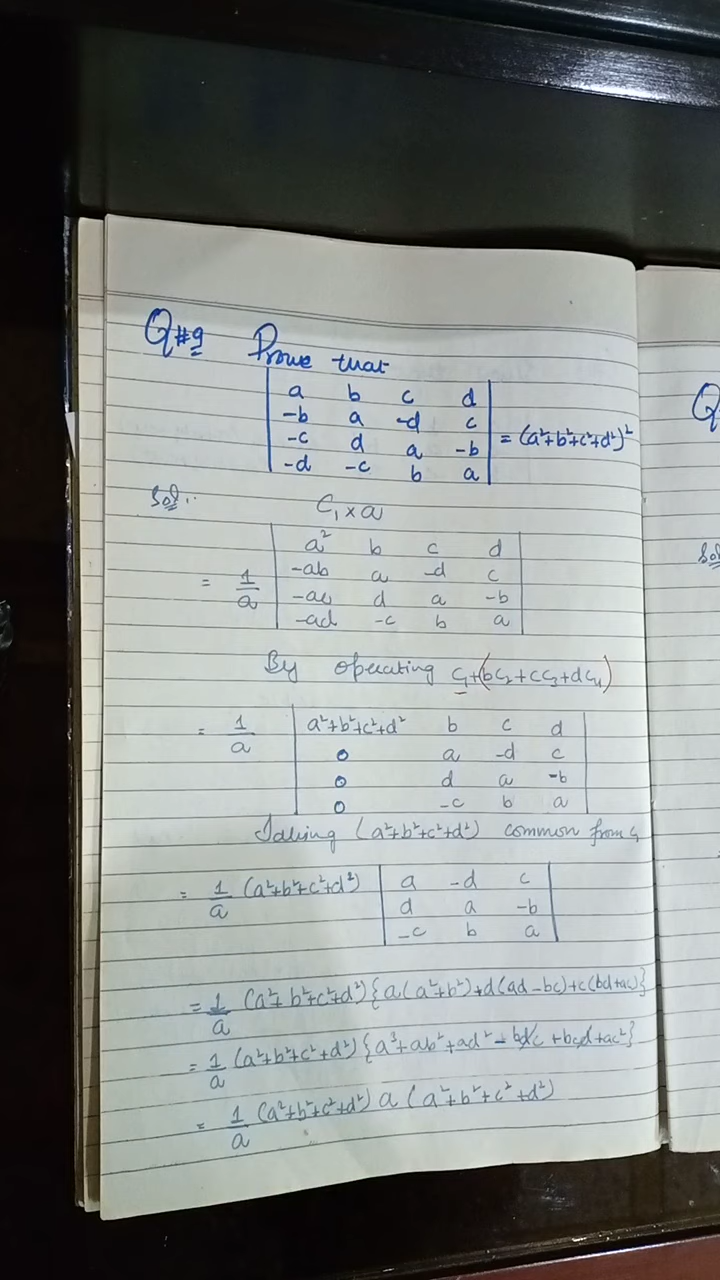 Q#9 Prove that
| a b c d |
| -b a -d c |
| -c d a -b | = (a²+b²+c²+d²)²
| -d -c b a |
Sol:.
C₁ × a
| a² b c d |
= 1/a | -ab a -d c |
| -ac d a -b |
| -ad -c b a |
By operating C₁+(bC₂+cC₃+dC₄)
= 1/a | a²+b²+c²+d² b c d |
| 0 a -d c |
| 0 d a -b |
| 0 -c b a |
Taking (a²+b²+c²+d²) common from C₁
= 1/a (a²+b²+c²+d²) | a -d c |
| d a -b |
| -c b a |
= 1/a (a²+b²+c²+d²){a(a²+b²)+d(ad-bc)+c(bd+ac)}
= 1/a (a²+b²+c²+d²){a³+ab²+ad²-bdc+bcd+ac²}
= 1/a (a²+b²+c²+d²) a (a²+b²+c²+d²)
Q
Sol